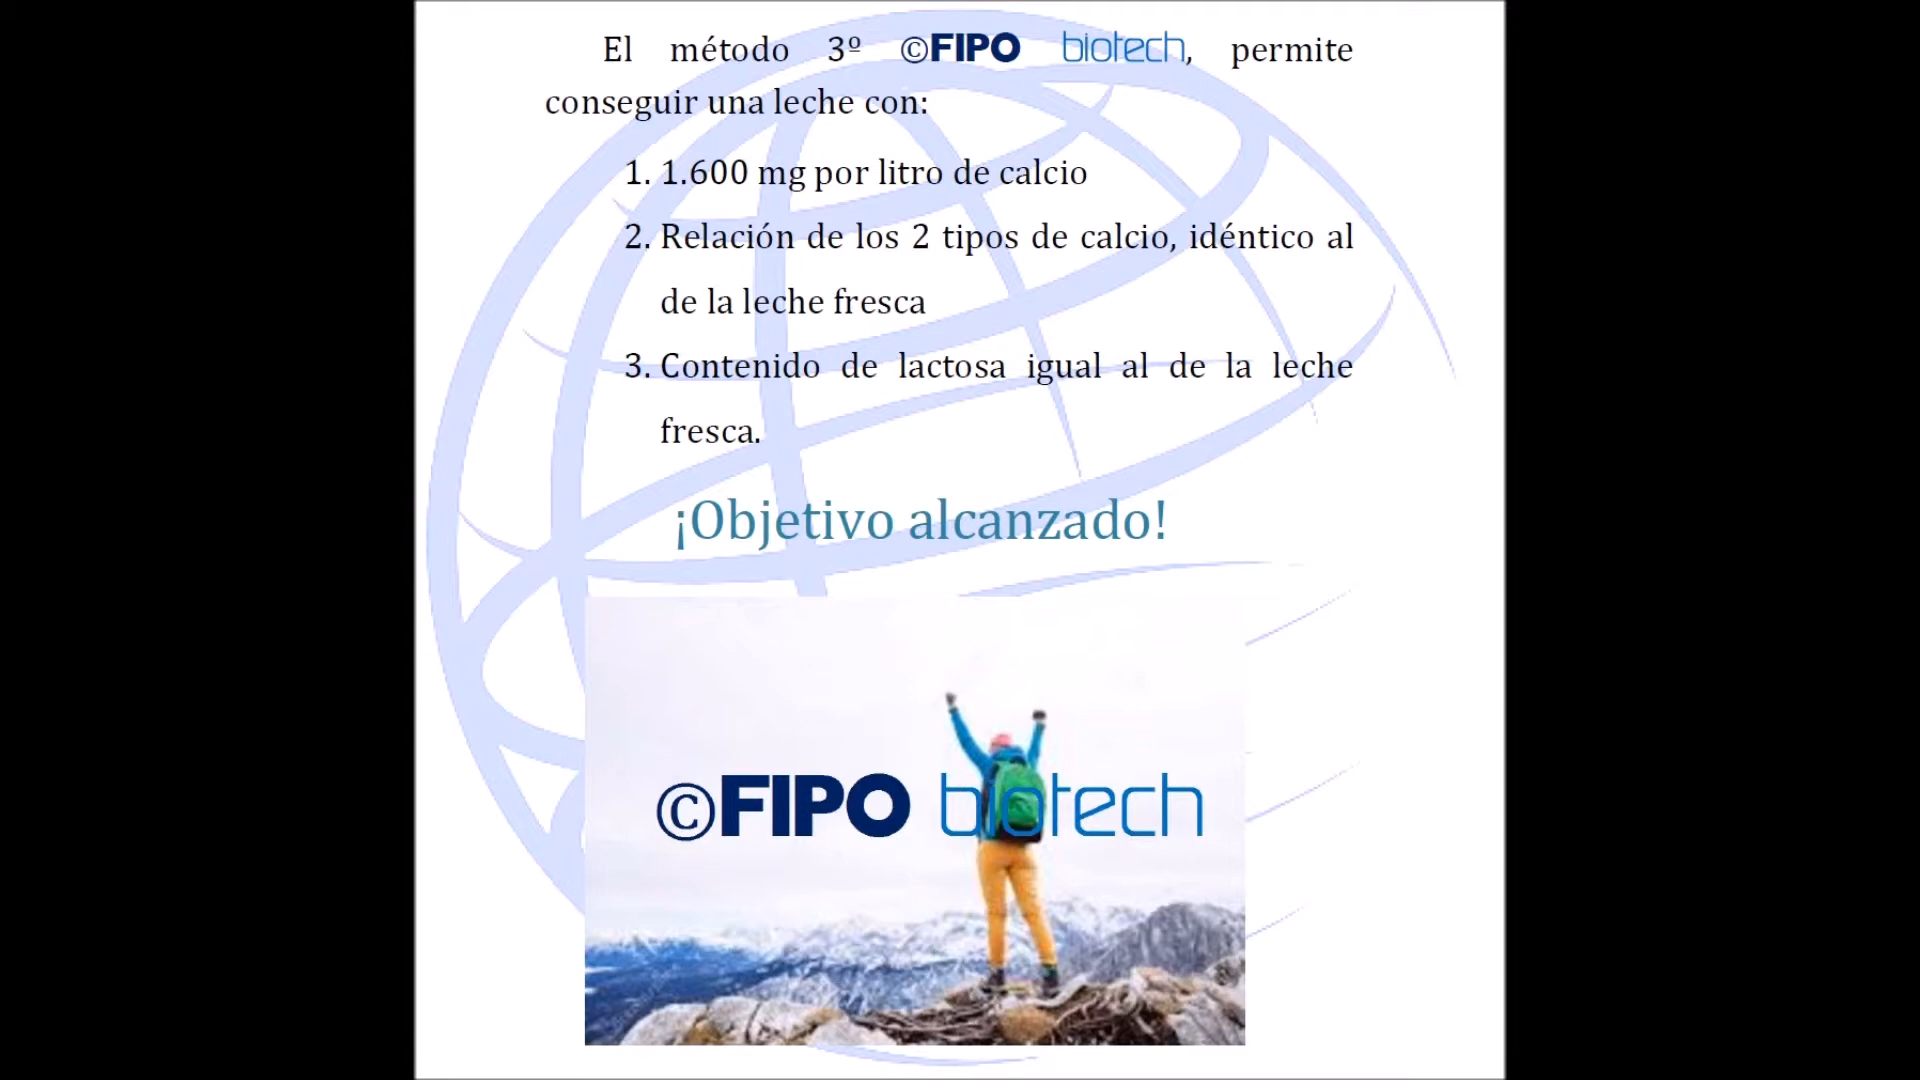 El método 3º ©FIPO biotech, permite
conseguir una leche con:
1. 1.600 mg por litro de calcio
2. Relación de los 2 tipos de calcio, idéntico al
de la leche fresca
3. Contenido de lactosa igual al de la leche
fresca.
¡Objetivo alcanzado!
©FIPO biotech